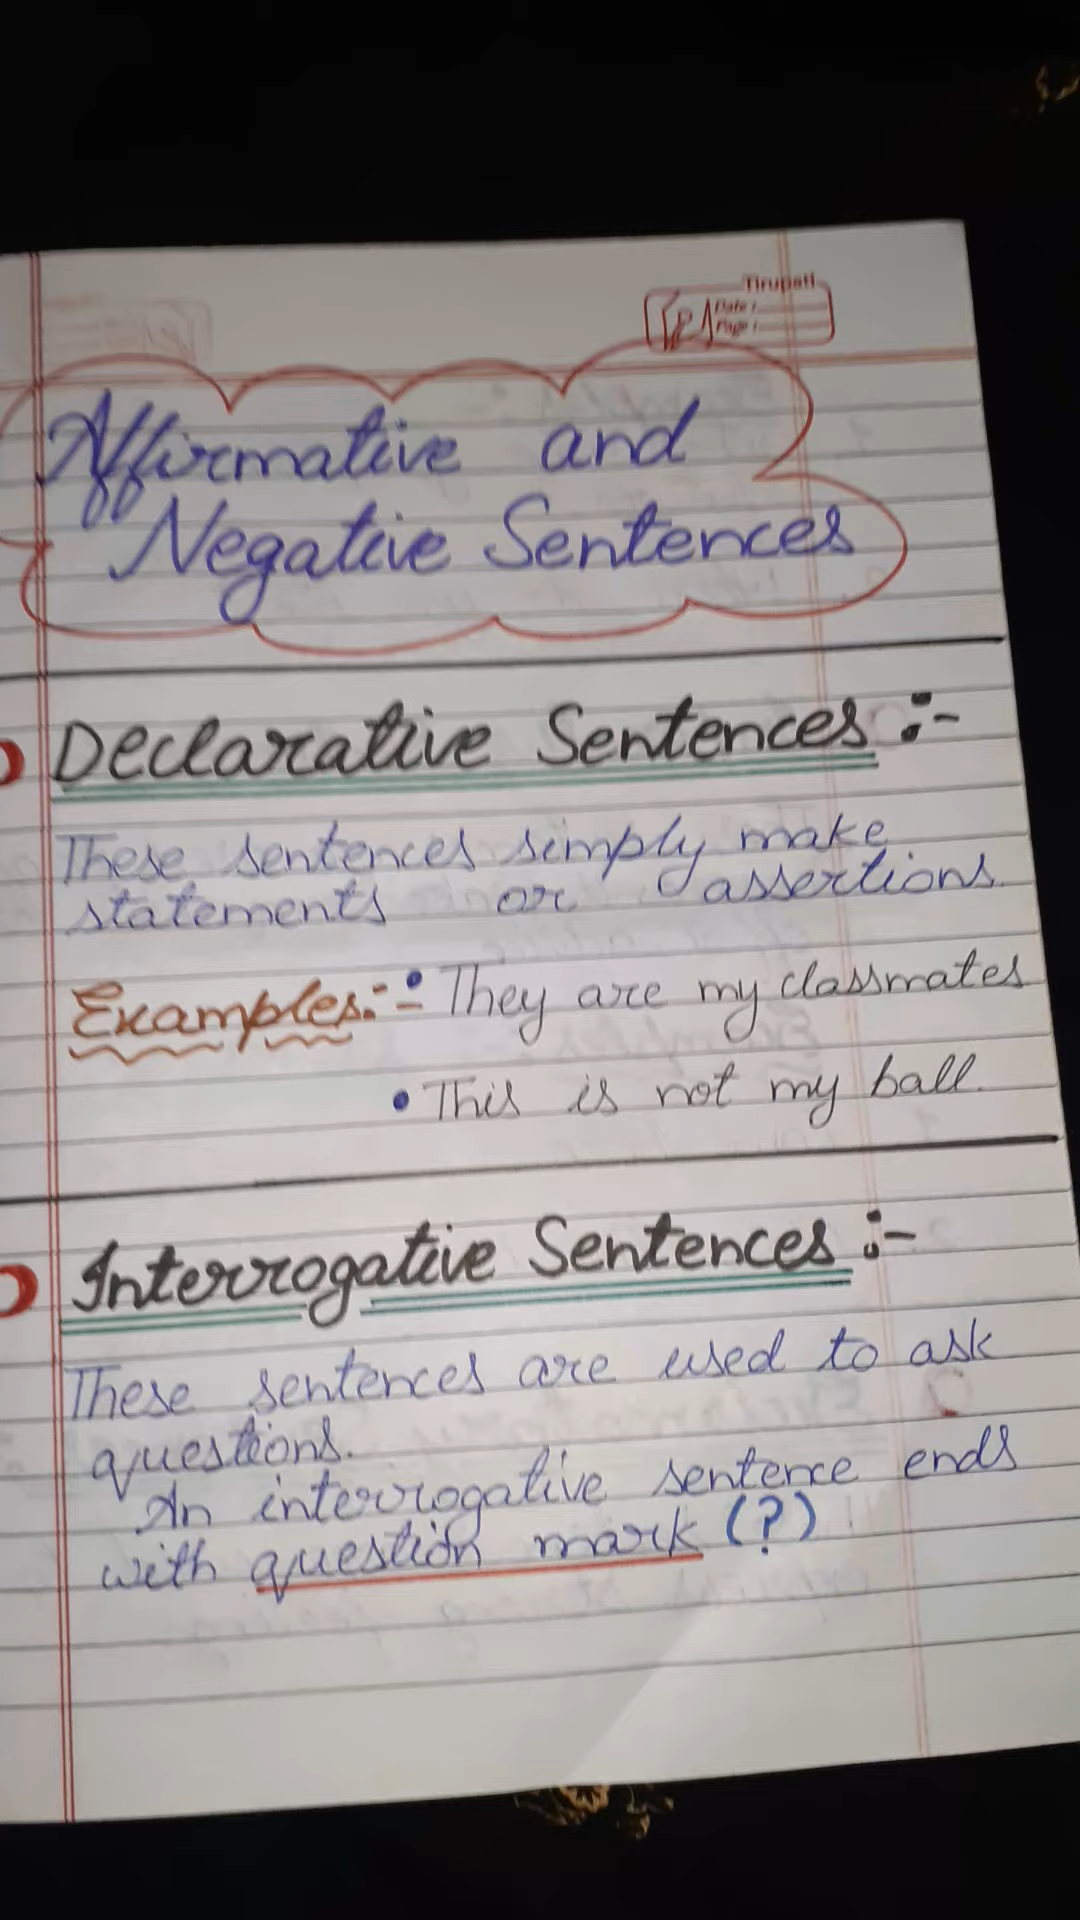 Tirupati
Date :
Page :
Affirmative and
Negative Sentences
Declarative Sentences :-
These sentences simply make
statements or assertions.
Examples:- • They are my classmates
• This is not my ball.
Interrogative Sentences :-
These sentences are used to ask
questions.
An interrogative sentence ends
with question mark (?)